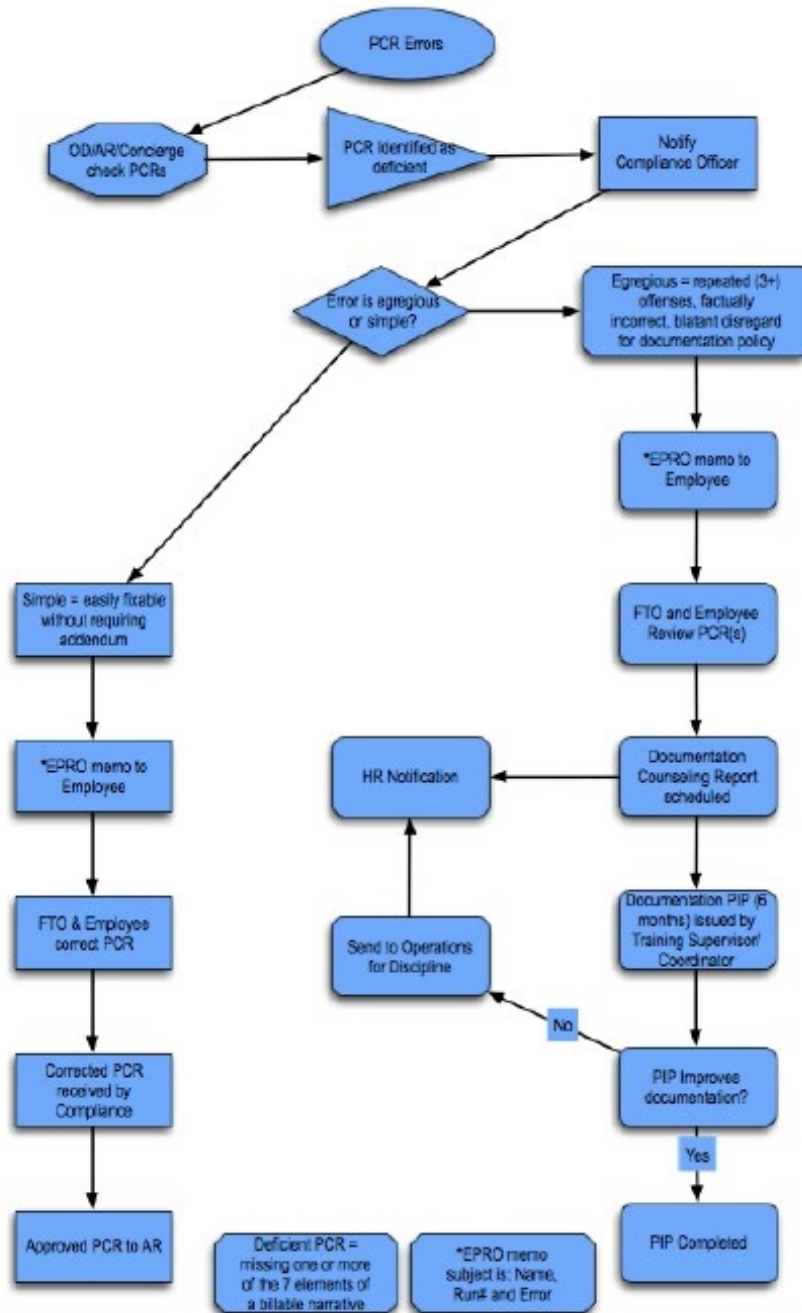 PCR Errors
OD/AR/Concierge
check PCRs
PCR Identified as
deficient
Notify
Compliance Officer
Error is egregious
or simple?
Egregious = repeated (3+)
offenses, factually
incorrect, blatant disregard
for documentation policy
*EPRO memo to
Employee
FTO and Employee
Review PCR(s)
Simple = easily fixable
without requiring
addendum
*EPRO memo to
Employee
HR Notification
Documentation
Counseling Report
scheduled
FTO & Employee
correct PCR
Send to Operations
for Discipline
Documentation PIP (6
months) issued by
Training Supervisor/
Coordinator
No
Corrected PCR
received by
Compliance
PIP Improves
documentation?
Yes
Approved PCR to AR
Deficient PCR =
missing one or more
of the 7 elements of
a billable narrative
*EPRO memo
subject is: Name,
Run# and Error
PIP Completed